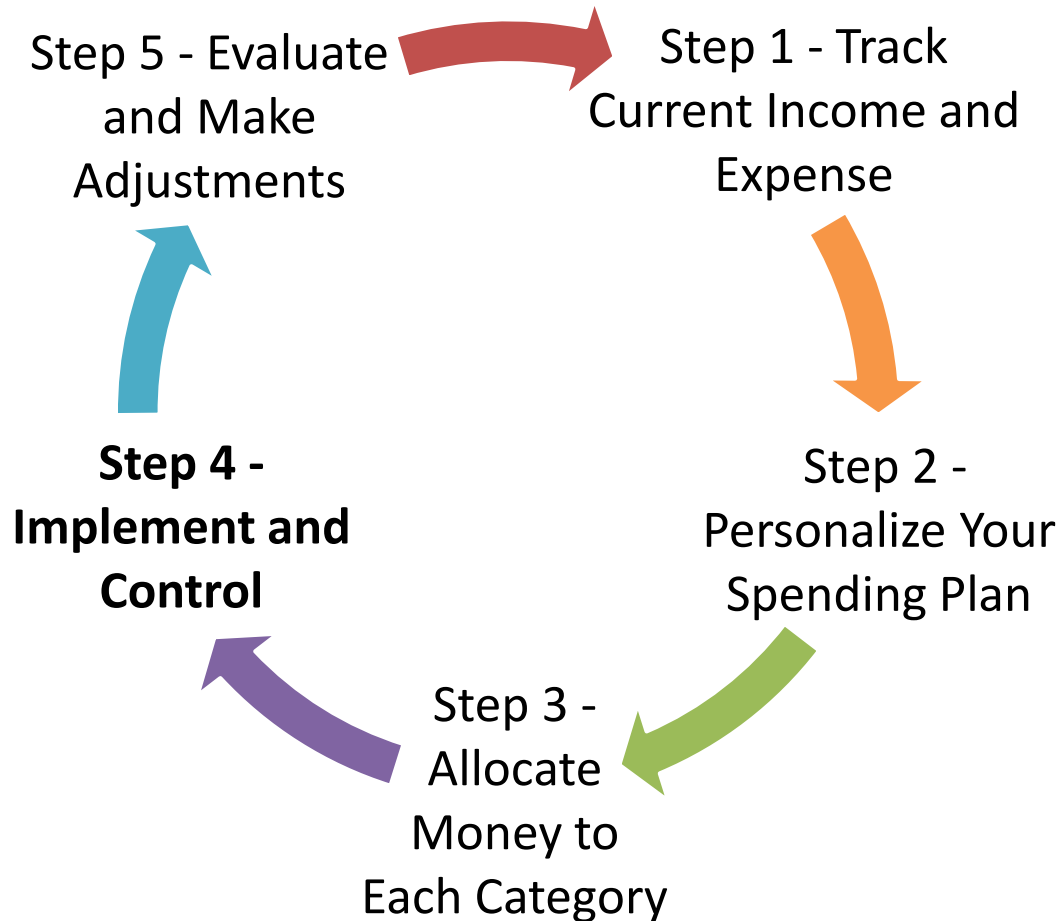 Step 1 - Track
Current Income and
Expense
Step 2 -
Personalize Your
Spending Plan
Step 3 -
Allocate
Money to
Each Category
Step 4 -
Implement and
Control
Step 5 - Evaluate
and Make
Adjustments